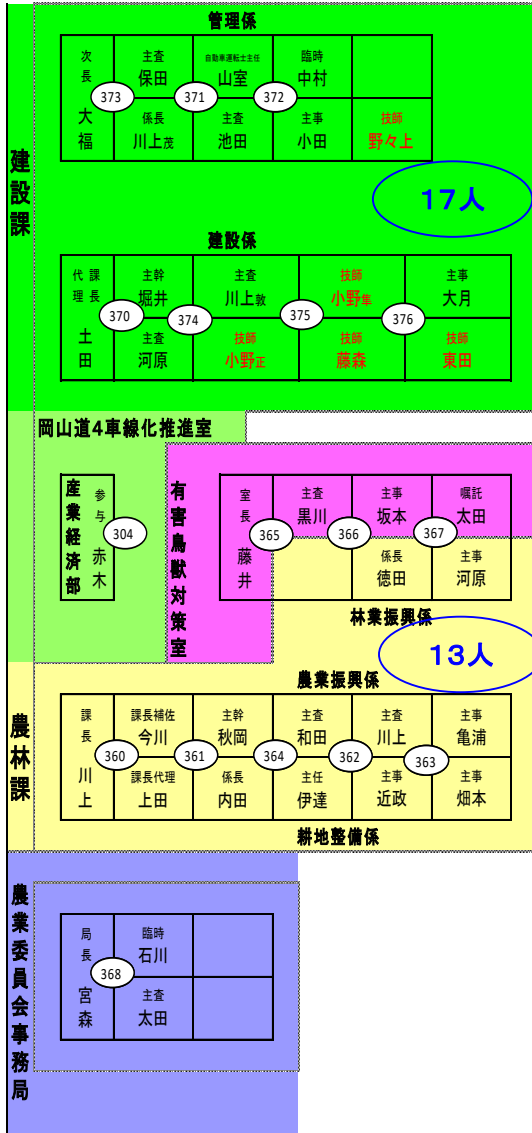 建設課
管理係
次長 大福
主査 保田
自動車運転士主任 山室
臨時 中村
373
371
372
係長 川上茂
主査 池田
主事 小田
技師 野々上
17人
建設係
課長代理 土田
主幹 堀井
主査 川上敦
技師 小野隼
主事 大月
370
374
375
376
主査 河原
技師 小野正
技師 藤森
技師 東田
岡山道4車線化推進室
産業経済部
参与 赤木
304
有害鳥獣対策室
室長 藤井
主査 黒川
主事 坂本
嘱託 太田
365
366
367
係長 徳田
主事 河原
林業振興係
13人
農林課
農業振興係
課長 川上
課長補佐 今川
主幹 秋岡
主査 和田
主査 川上
主事 亀浦
360
361
364
362
363
課長代理 上田
係長 内田
主任 伊達
主事 近政
主事 畑本
耕地整備係
農業委員会事務局
局長 宮森
臨時 石川
368
主査 太田